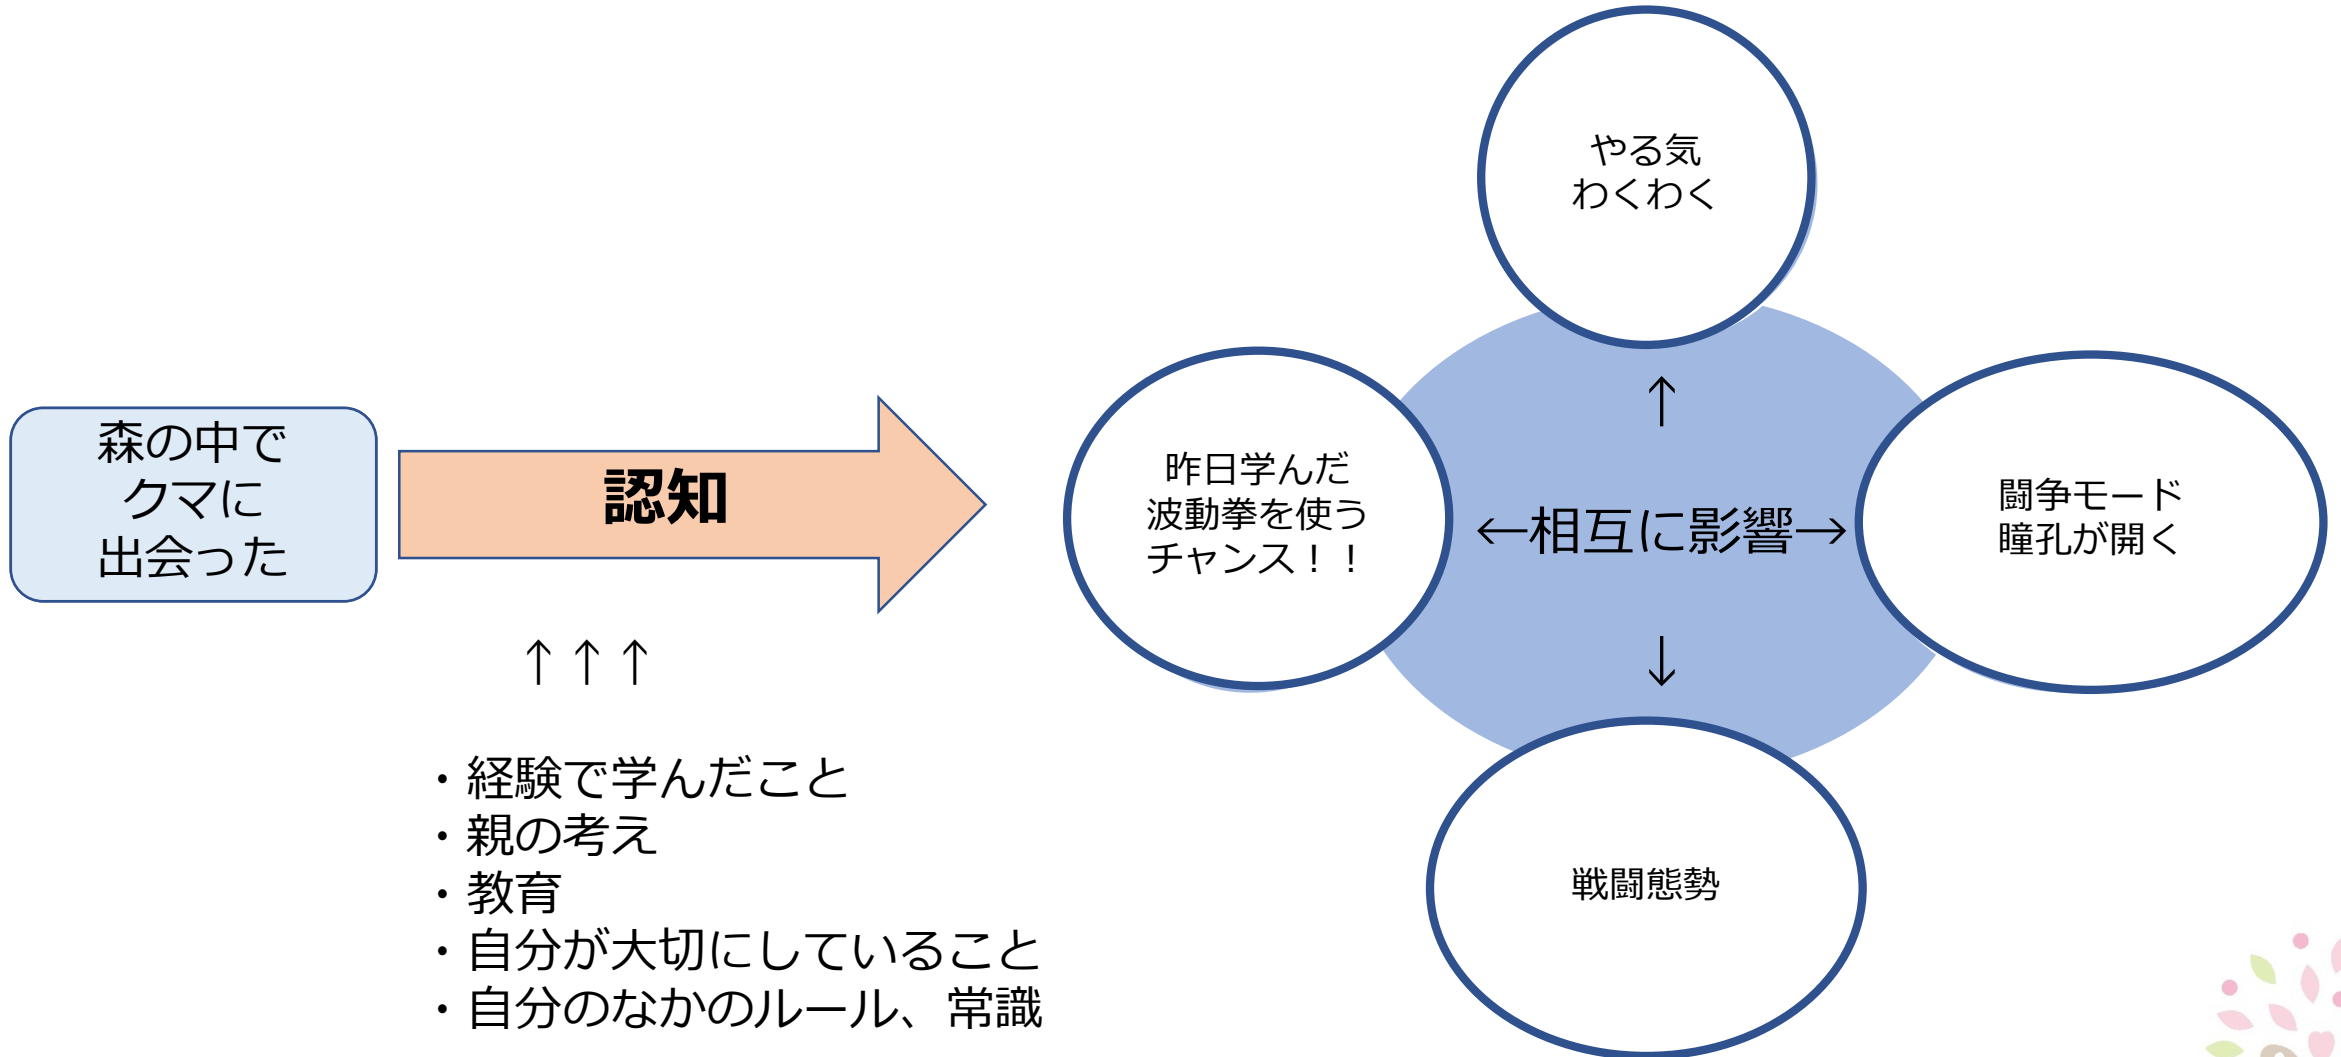 森の中で
クマに
出会った
認知
↑↑↑
・経験で学んだこと
・親の考え
・教育
・自分が大切にしていること
・自分のなかのルール、常識
やる気
わくわく
昨日学んだ
波動拳を使う
チャンス！！
↑
←相互に影響→
↓
闘争モード
瞳孔が開く
戦闘態勢